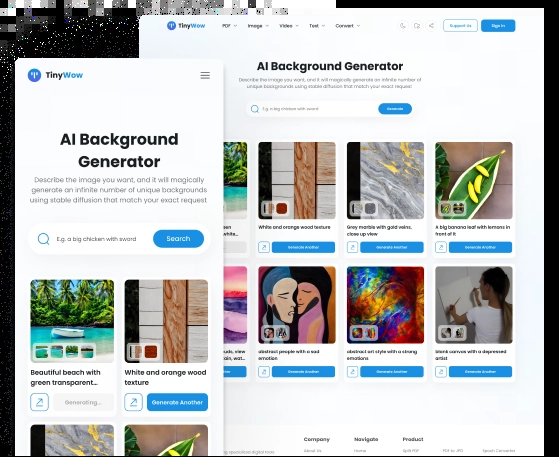 TinyWow
PDF
Image
Video
Text
Convert
Support Us
Sign In
AI Background Generator
Describe the image you want, and it will magically generate an infinite number of
unique backgrounds using stable diffusion that match your exact request
E.g. a big chicken with sword
Generate
White and orange wood texture
Generate Another
Grey marble with gold veins,
close up view
Generate Another
A big banana leaf with lemons in
front of it
Generate Another
abstract people with a sad
emotion
Generate Another
abstract art style with a strong
emotions
Generate Another
blank canvas with a depressed
artist
Generate Another
Company
Navigate
Product
About Us
Home
Split PDF
PDF to JPG
TinyWow
AI Background
Generator
Describe the image you want, and it will magically
generate an infinite number of unique backgrounds
using stable diffusion that match your exact request
E.g. a big chicken with sword
Search
Beautiful beach with
green transparent...
Generating...
White and orange wood
texture
Generate Another